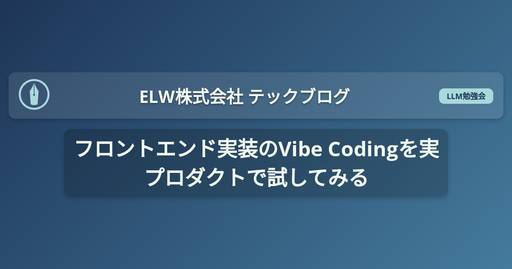 ELW株式会社 テックブログ
LLM勉強会
フロントエンド実装のVibe Codingを実
プロダクトで試してみる